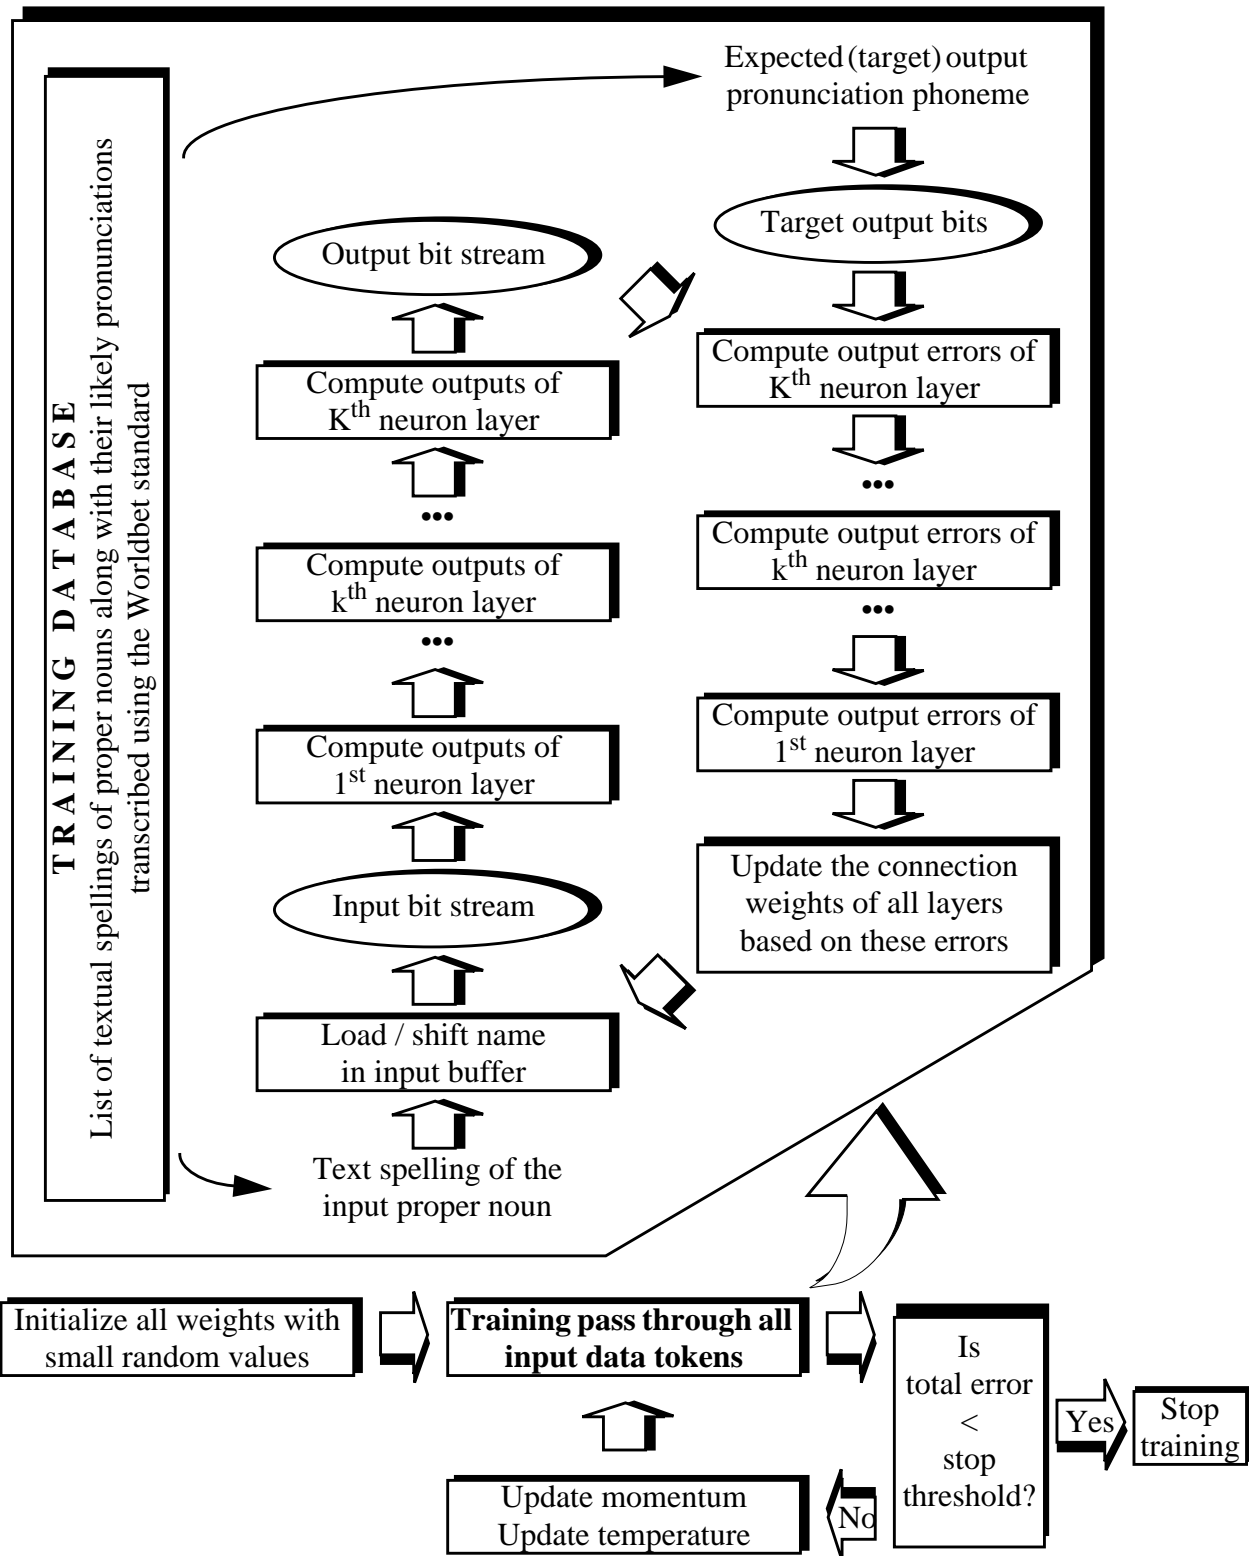 TRAINING DATABASE
List of textual spellings of proper nouns along with their likely pronunciations
transcribed using the Worldbet standard
Expected (target) output
pronunciation phoneme
Target output bits
Output bit stream
Compute output errors of
Kth neuron layer
Compute outputs of
Kth neuron layer
•••
•••
Compute output errors of
kth neuron layer
Compute outputs of
kth neuron layer
•••
•••
Compute output errors of
1st neuron layer
Compute outputs of
1st neuron layer
Update the connection
weights of all layers
based on these errors
Input bit stream
Load / shift name
in input buffer
Text spelling of the
input proper noun
Initialize all weights with
small random values
Training pass through all
input data tokens
Is
total error
<
stop
threshold?
Yes
Stop
training
No
Update momentum
Update temperature